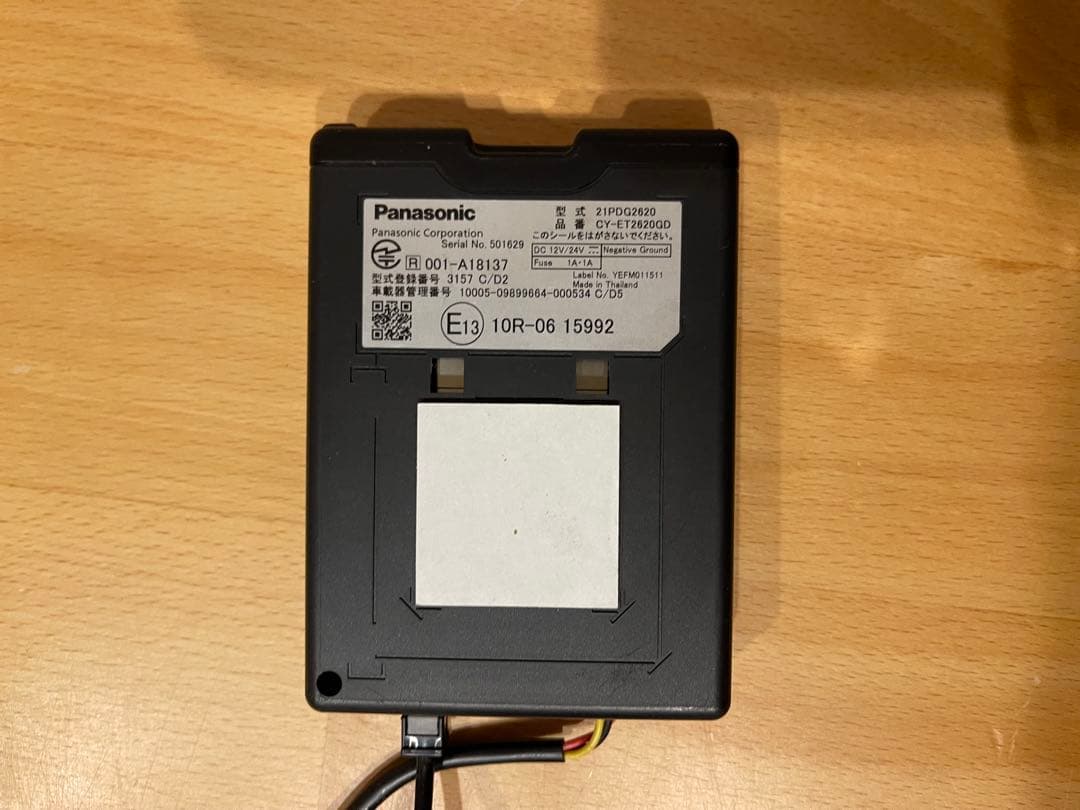 Panasonic
型 式 21PDG2620
品 番 CY-ET2620GD
Panasonic Corporation
このシールをはがさないでください。
Serial No. 501629
DC 12V/24V Negative Ground
Fuse 1A・1A
R 001-A18137
Label No. YEFM011511
型式登録番号 3157 C/D2
Made in Thailand
車載器管理番号 10005-09899664-000534 C/D5
E13 10R-06 15992